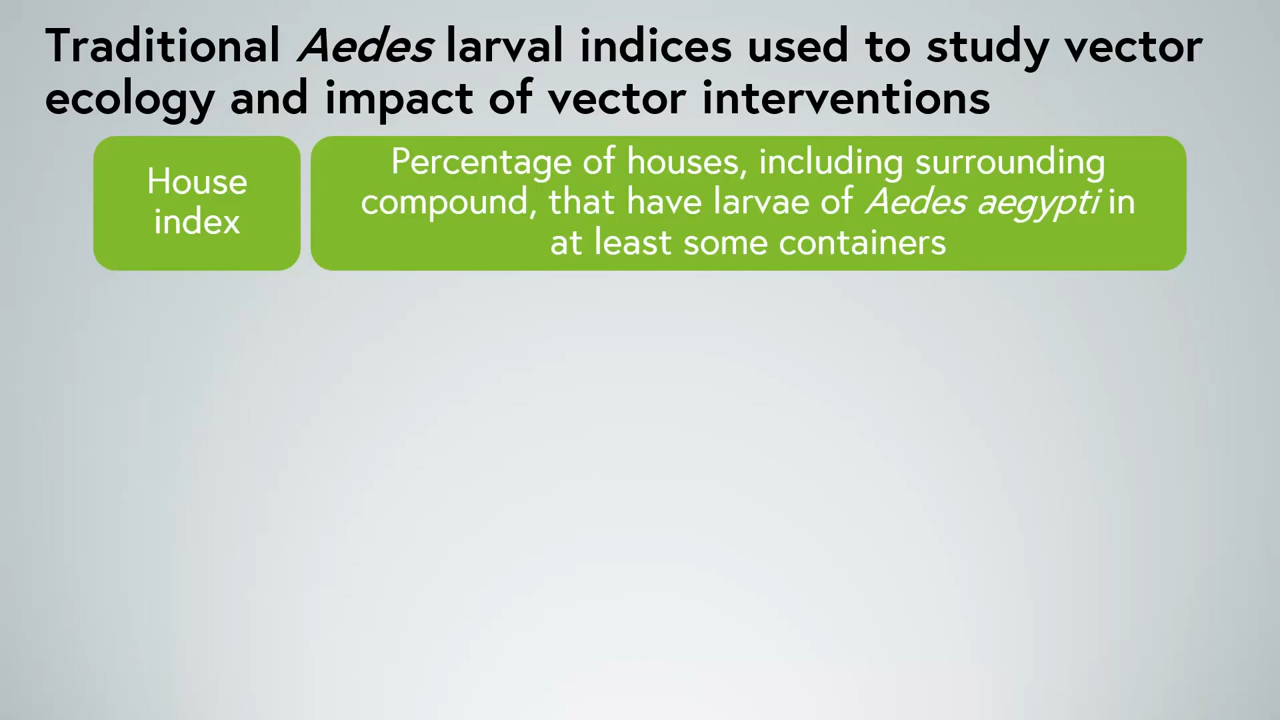 Traditional Aedes larval indices used to study vector
ecology and impact of vector interventions
House
index
Percentage of houses, including surrounding
compound, that have larvae of Aedes aegypti in
at least some containers